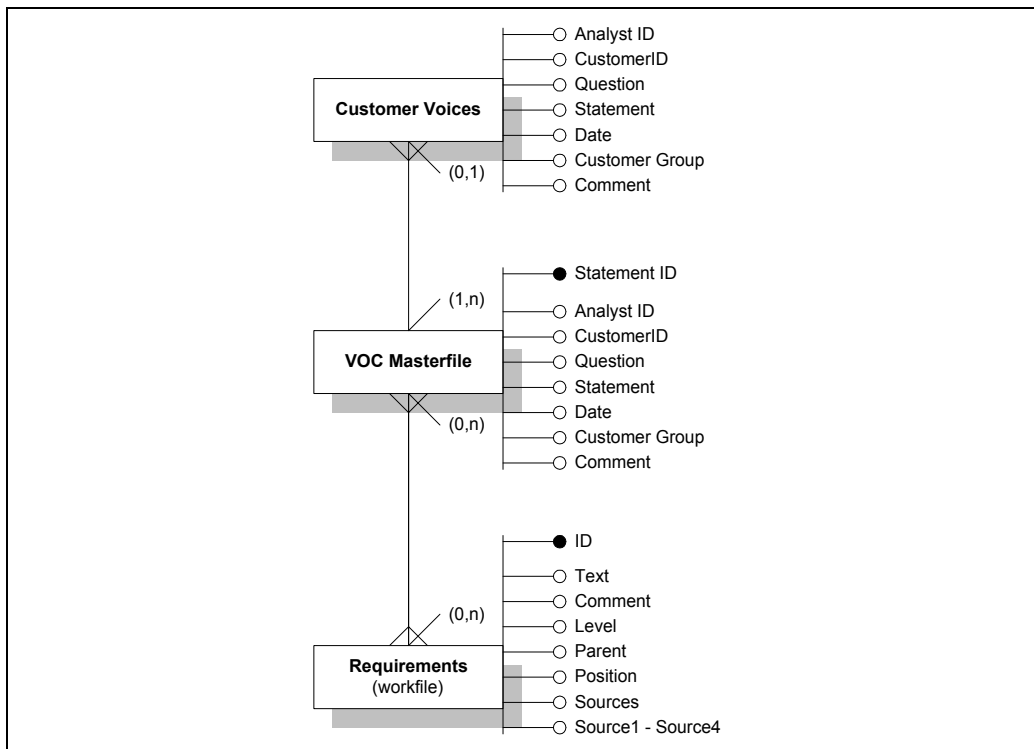 Analyst ID
CustomerID
Customer Voices
Question
Statement
Date
(0,1)
Customer Group
Comment
Statement ID
(1,n)
Analyst ID
CustomerID
VOC Masterfile
Question
Statement
Date
(0,n)
Customer Group
Comment
ID
Text
Comment
(0,n)
Level
Parent
Requirements
(workfile)
Position
Sources
Source1 - Source4